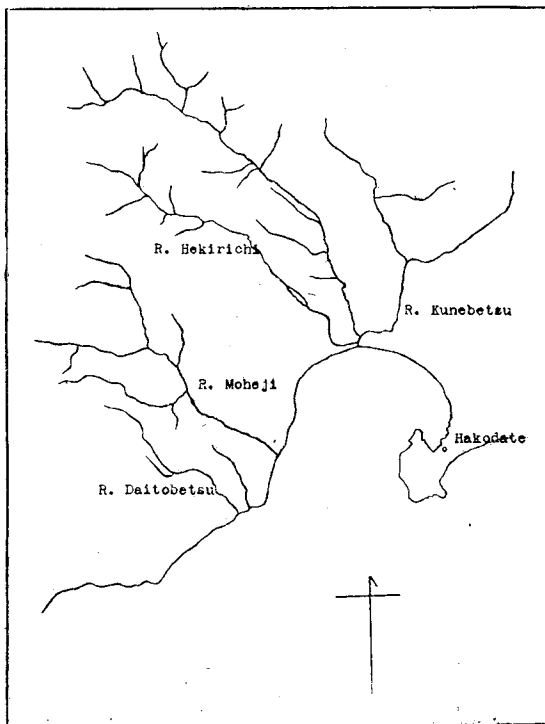 R. Hekirichi
R. Kunebetsu
R. Moheji
Hakodate
R. Daitobetsu